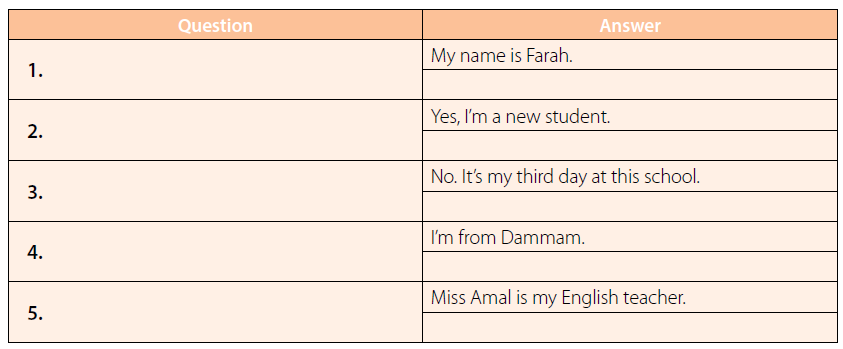 Question Answer
1. My name is Farah.
2. Yes, I'm a new student.
3. No. It's my third day at this school.
4. I'm from Dammam.
5. Miss Amal is my English teacher.